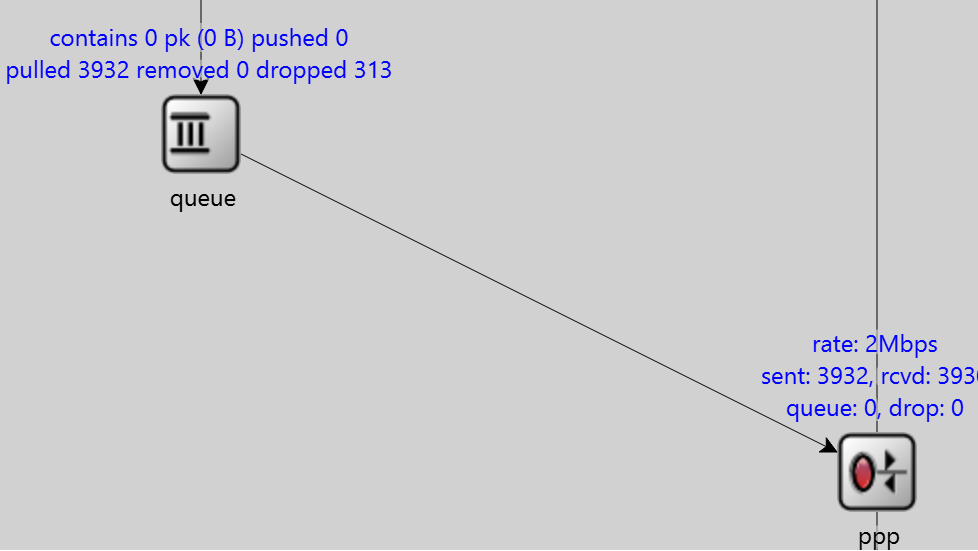 contains 0 pk (0 B) pushed 0
pulled 3932 removed 0 dropped 313
queue
rate: 2Mbps
sent: 3932, rcvd:
queue: 0, drop: 0
ppp